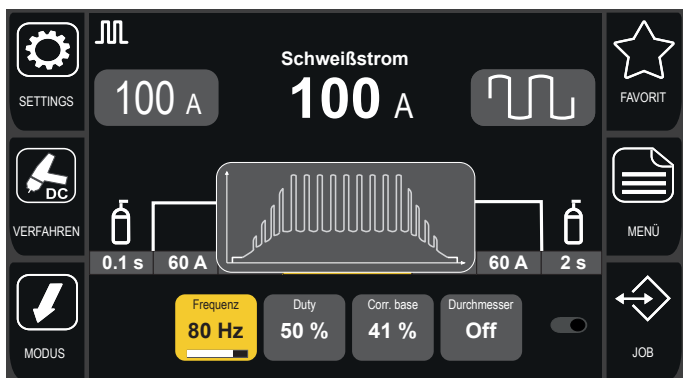 SETTINGS
DC
VERFAHREN
MODUS
Schweißstrom
100 A
100 A
0.1 s
60 A
60 A
2 s
Frequenz
80 Hz
Duty
50 %
Corr. base
41 %
Durchmesser
Off
FAVORIT
MENÜ
JOB